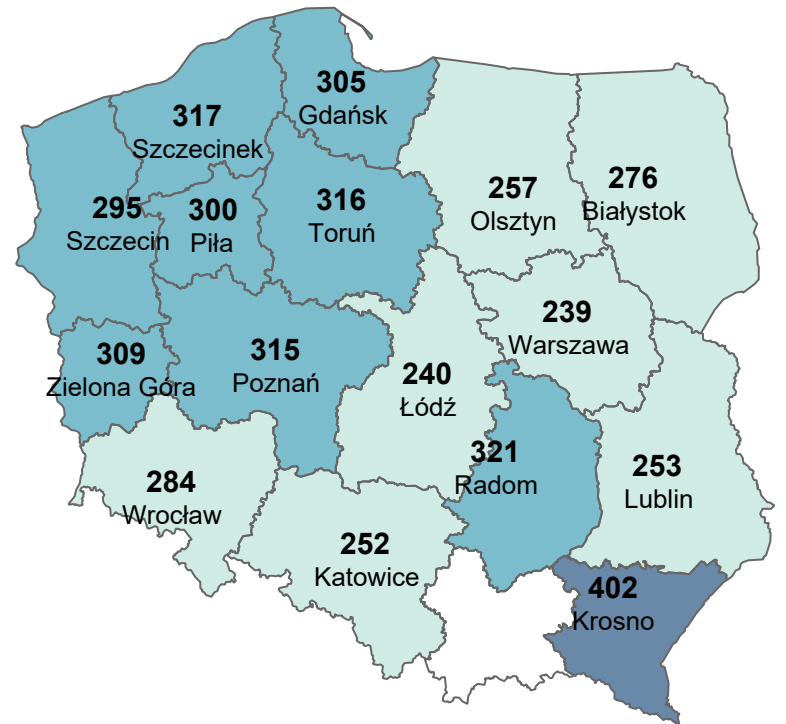 305
Gdańsk
317
Szczecinek
257
Olsztyn
276
Białystok
316
Toruń
295
Szczecin
300
Piła
239
Warszawa
309
Zielona Góra
315
Poznań
240
Łódź
321
Radom
253
Lublin
284
Wrocław
252
Katowice
402
Krosno